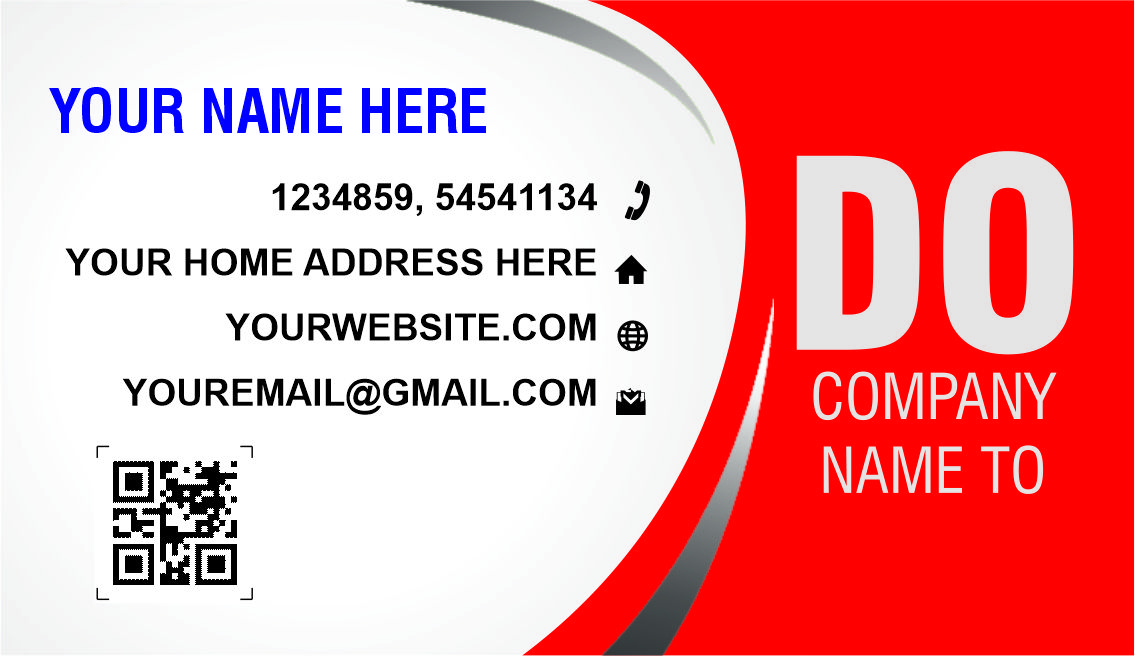 YOUR NAME HERE
1234859, 54541134
YOUR HOME ADDRESS HERE
YOURWEBSITE.COM
YOUREMAIL@GMAIL.COM
DO
COMPANY
NAME TO